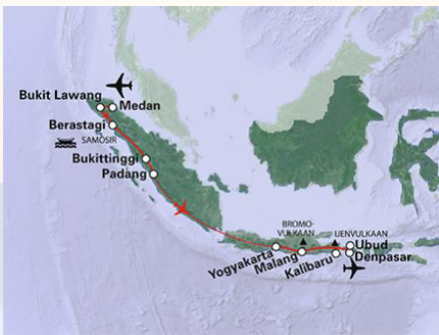 Bukit Lawang
Medan
Berastagi
SAMOSIR
Bukittinggi
Padang
BROMO-
VULKAAN
IJENVULKAAN
Ubud
Yogyakarta
Malang
Kalibaru
Denpasar